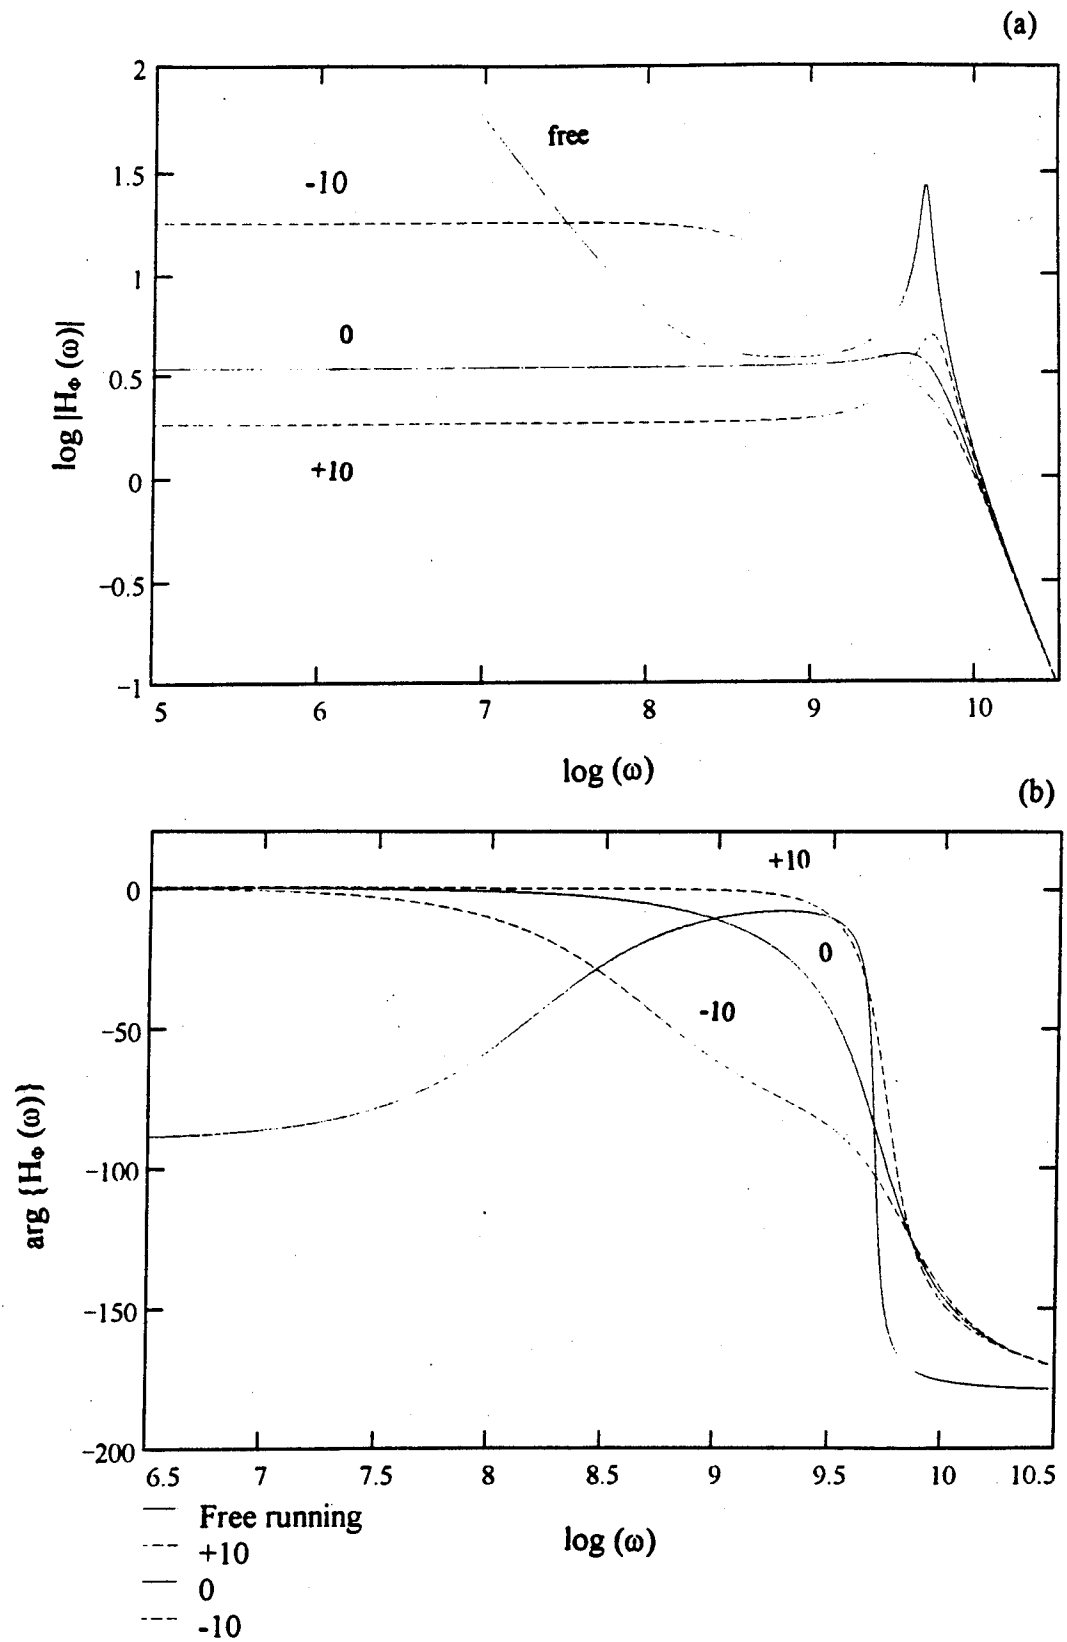 (a)
2
free
1.5
-10
1
0
log |HΦ (ω)|
0.5
+10
0
−0.5
−1
5 6 7 8 9 10
log (ω)
(b)
+10
0
0
-10
−50
arg {HΦ (ω)}
−100
−150
−200
6.5 7 7.5 8 8.5 9 9.5 10 10.5
Free running
log (ω)
+10
0
-10